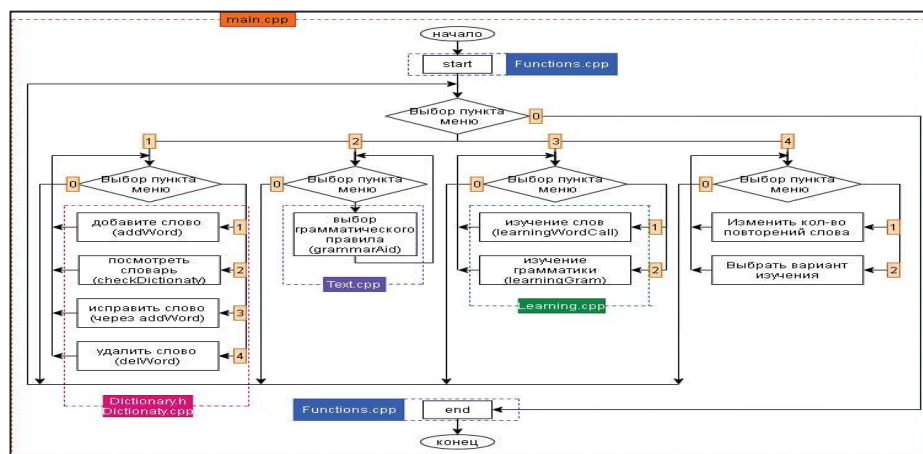 main.cpp
начало
start
Functions.cpp
Выбор пункта
меню
0
1
2
3
4
0
Выбор пункта
меню
0
Выбор пункта
меню
0
Выбор пункта
меню
0
Выбор пункта
меню
добавите слово
(addWord)
1
посмотреть
словарь
(checkDictionaty)
2
исправить слово
(через addWord)
3
удалить слово
(delWord)
4
Dictionary.h
Dictionaty.cpp
выбор
грамматического
правила
(grammarAid)
Text.cpp
изучение слов
(learningWordCall)
1
изучение
грамматики
(learningGram)
2
Learning.cpp
Изменить кол-во
повторений слова
1
Выбрать вариант
изучения
2
Functions.cpp
end
конец